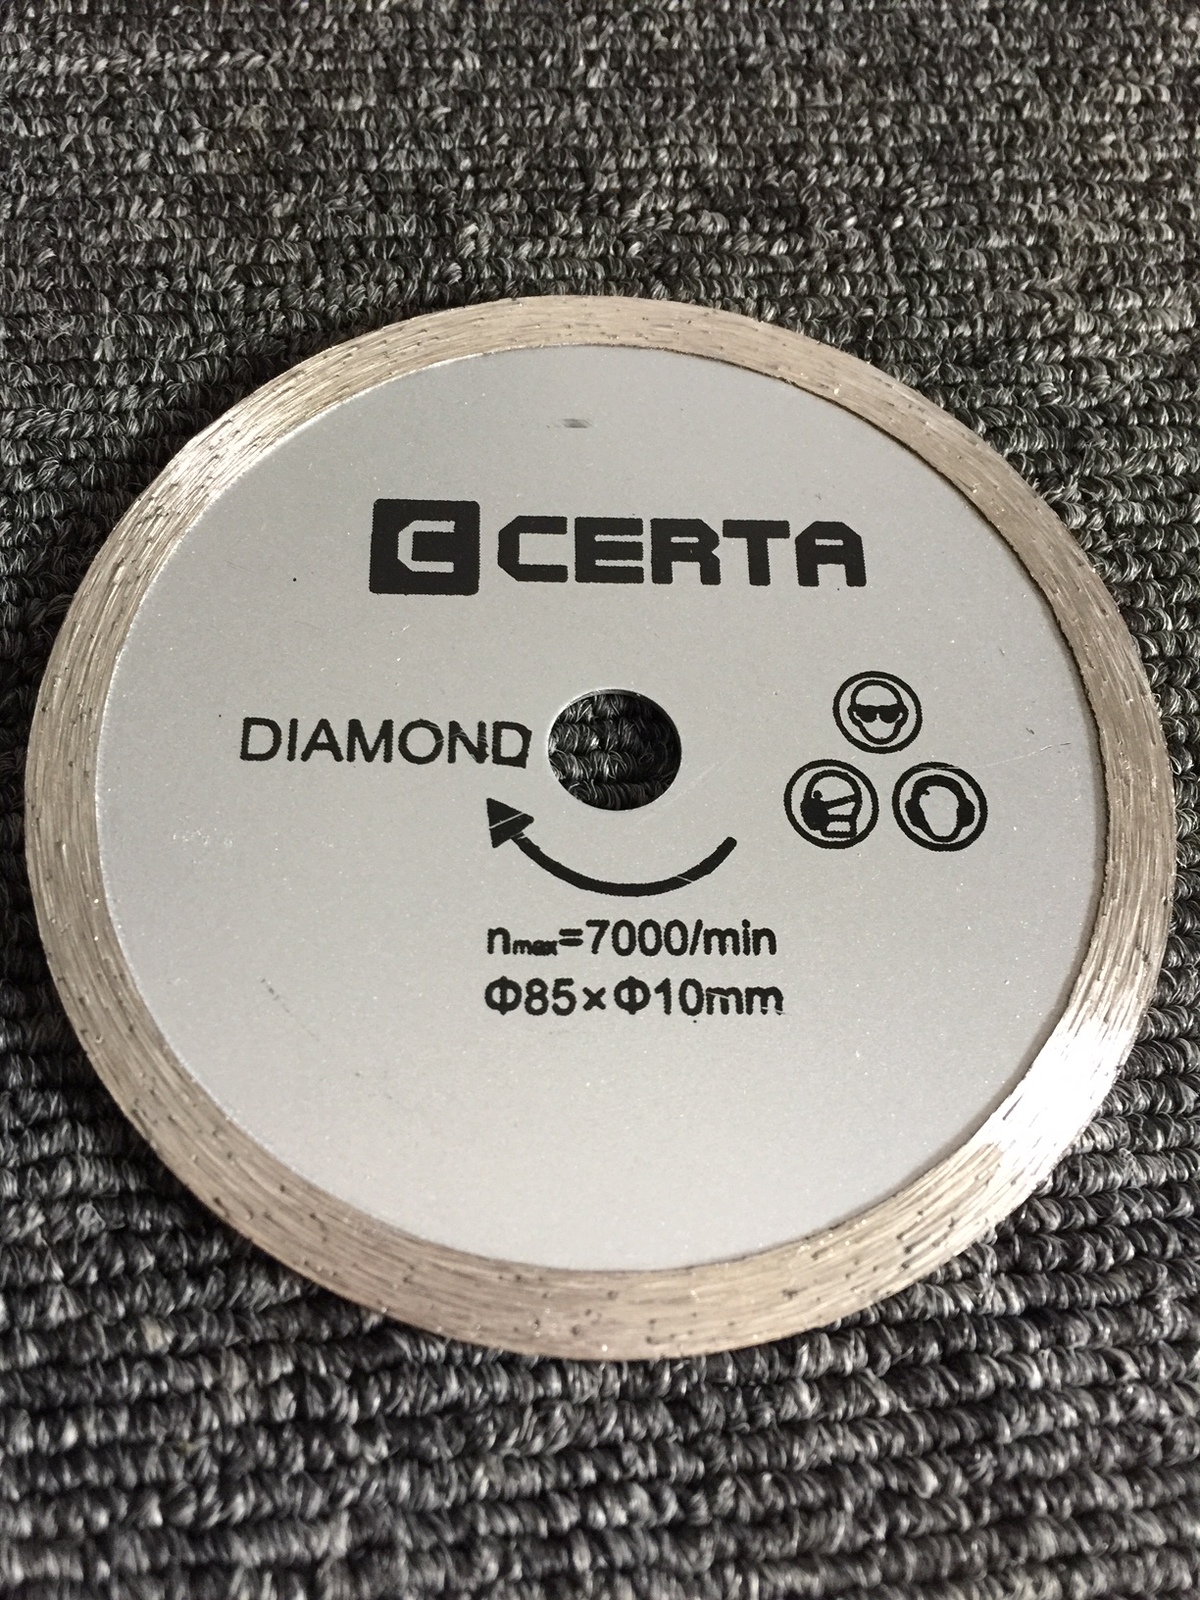 CERTA
DIAMOND
nmax=7000/min
Φ85×Φ10mm